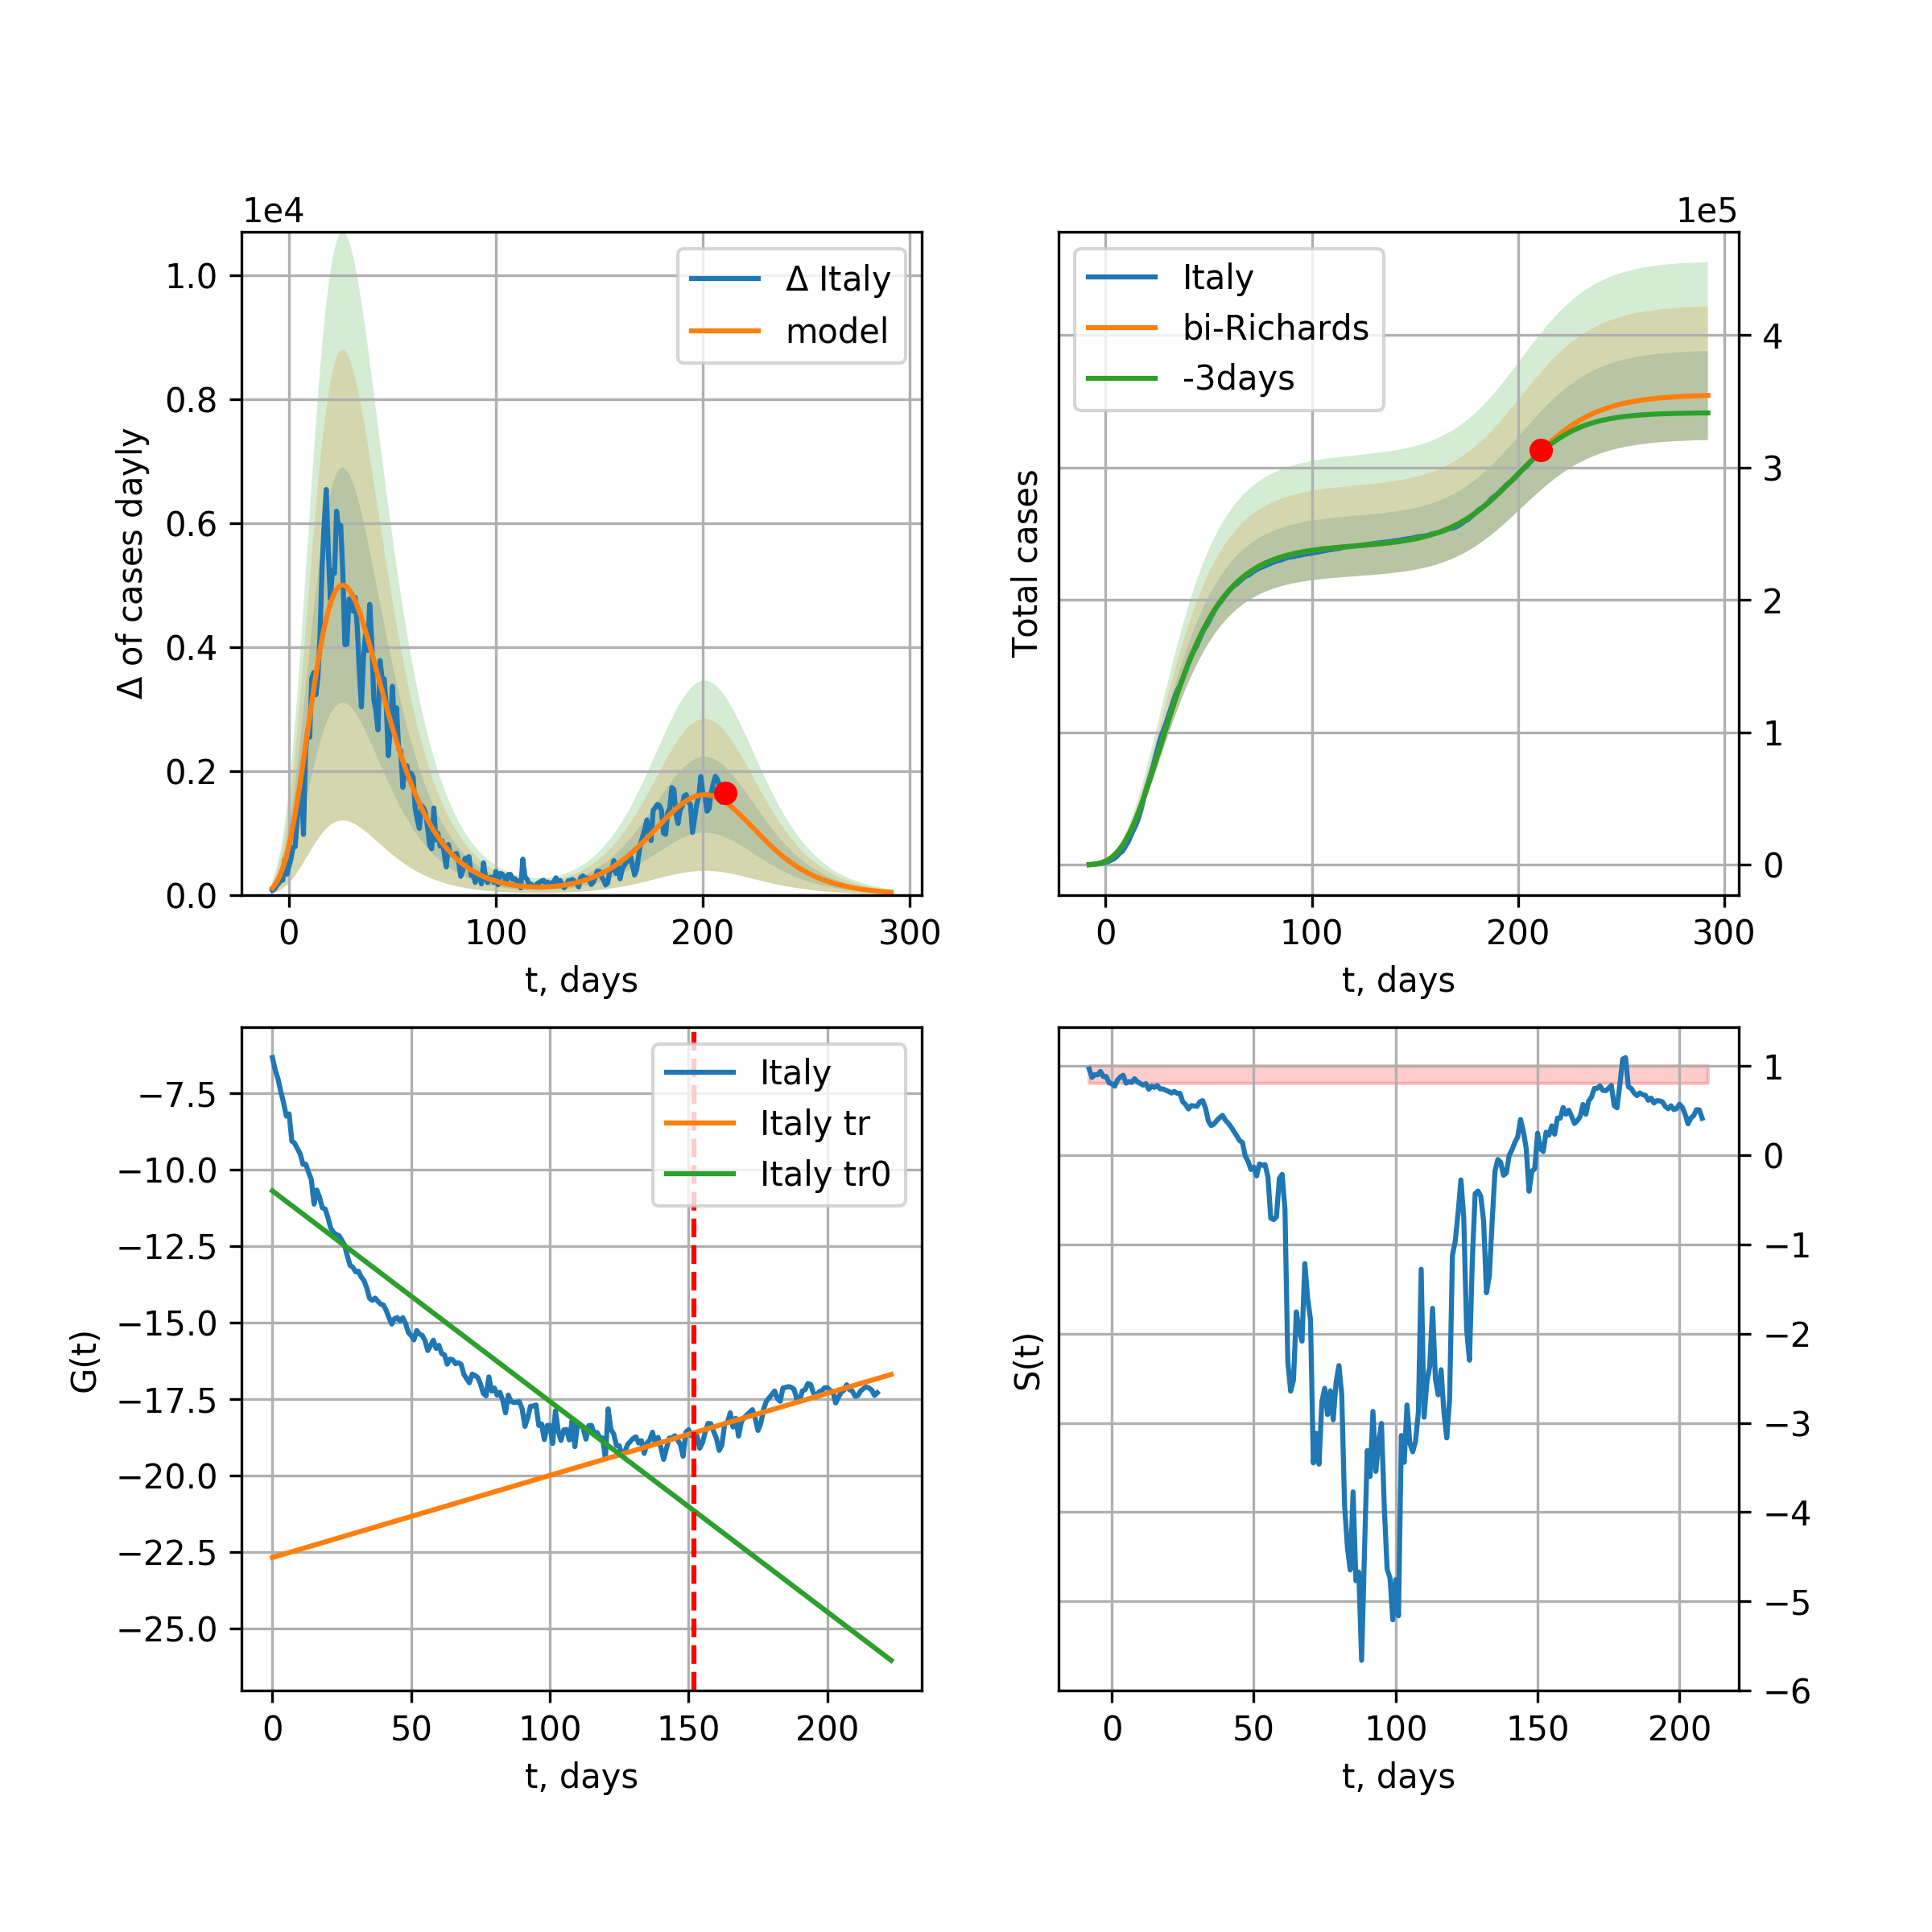 1e4
Δ of cases dayly
1.0
0.8
0.6
0.4
0.2
0.0
0 100 200 300
t, days
Δ Italy
model
1e5
Total cases
4
3
2
1
0
0 100 200 300
t, days
Italy
bi-Richards
-3days
G(t)
−7.5
−10.0
−12.5
−15.0
−17.5
−20.0
−22.5
−25.0
0 50 100 150 200
t, days
Italy
Italy tr
Italy tr0
S(t)
1
0
−1
−2
−3
−4
−5
−6
0 50 100 150 200
t, days